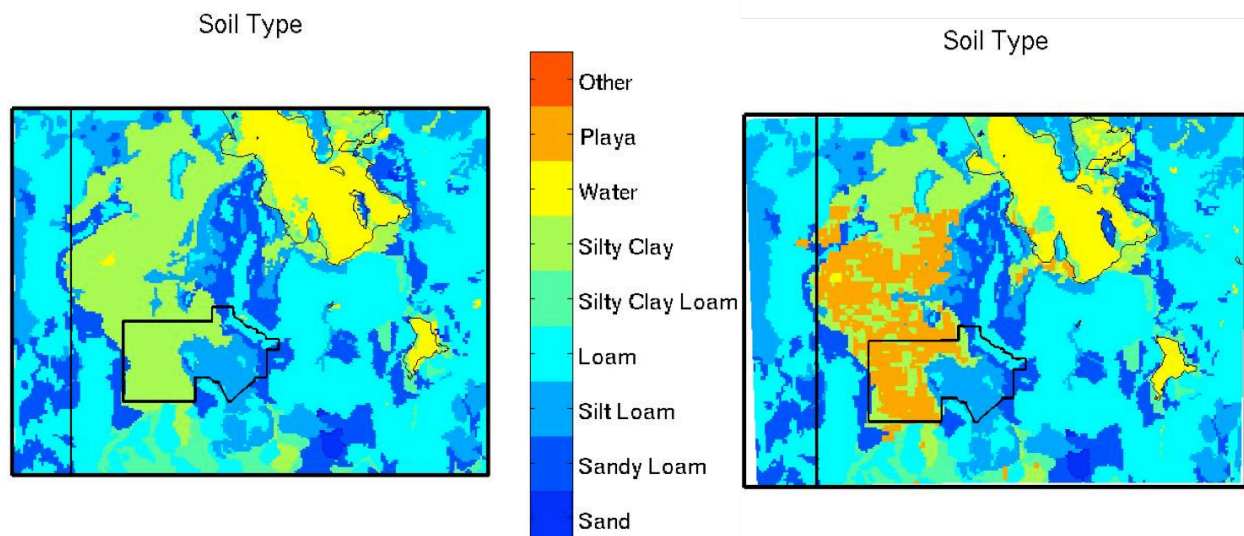 Soil Type
Other
Playa
Water
Silty Clay
Silty Clay Loam
Loam
Silt Loam
Sandy Loam
Sand
Soil Type